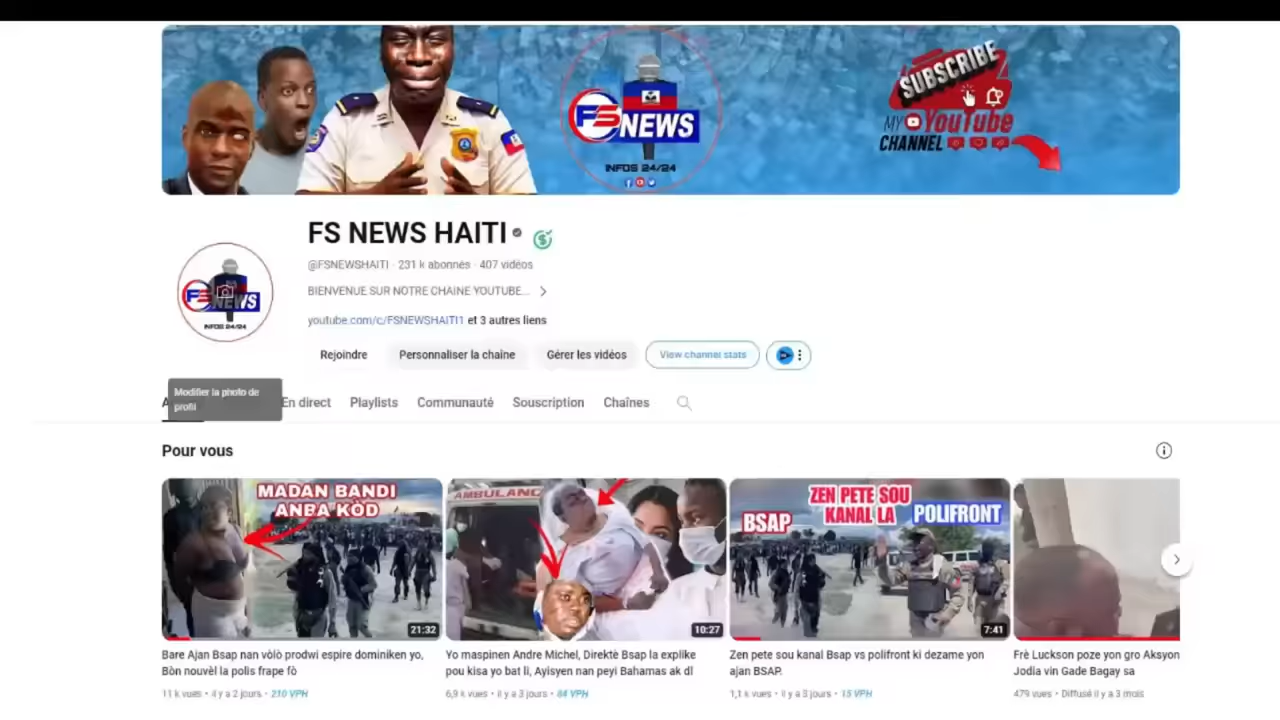 SUBSCRIBE
MY YouTube
CHANNEL
FS NEWS
INFOS 24/24
FS NEWS HAITI
@FSNEWSHAITI · 231 k abonnés · 407 vidéos
BIENVENUE SUR NOTRE CHAINE YOUTUBE...
youtube.com/c/FSNEWSHAITI1 et 3 autres liens
FS NEWS
INFOS 24/24
Rejoindre
Personnaliser la chaîne
Gérer les vidéos
View channel stats
Modifier la photo de
profil
En direct
Playlists
Communauté
Souscription
Chaînes
Pour vous
MADAN BANDI
ANBA KÒD
21:32
AMBULANC
10:27
ZEN PETE SOU
KANAL LA
BSAP
POLIFRONT
7:41
Bare Ajan Bsap nan vòlò prodwi espire dominiken yo,
Bòn nouvèl la polis frape fò
11 k vues • il y a 2 jours • 210 VPH
Yo maspinen Andre Michel, Direktè Bsap la eksplike
pou kisa yo bat li, Ayisyen nan peyi Bahamas ak dl
6,9 k vues • il y a 3 jours • 84 VPH
Zen pete sou kanal Bsap vs polifront ki dezame yon
ajan BSAP.
1,1 k vues • il y a 3 jours • 15 VPH
Frè Luckson poze yon gro Aksyon
Jodia vin Gade Bagay sa
479 vues • Diffusé il y a 3 mois